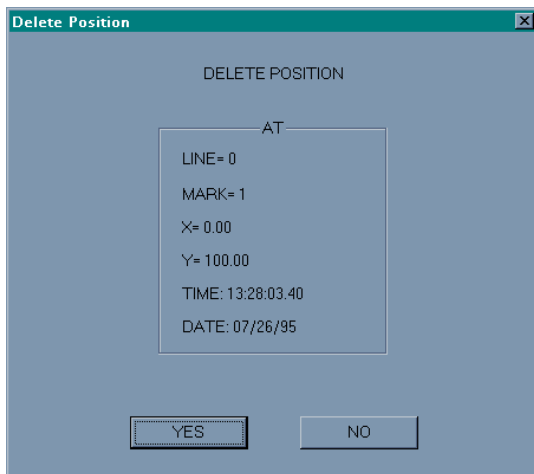 Delete Position
DELETE POSITION
AT
LINE= 0
MARK= 1
X= 0.00
Y= 100.00
TIME: 13:28:03.40
DATE: 07/26/95
YES
NO